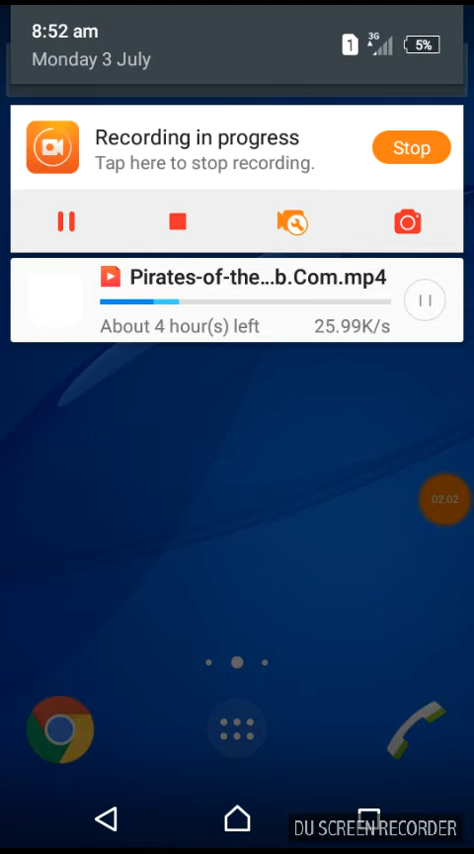 8:52 am
Monday 3 July
1
3G
5%
Recording in progress
Tap here to stop recording.
Stop
Pirates-of-the...b.Com.mp4
About 4 hour(s) left
25.99K/s
02:02
DU SCREEN RECORDER